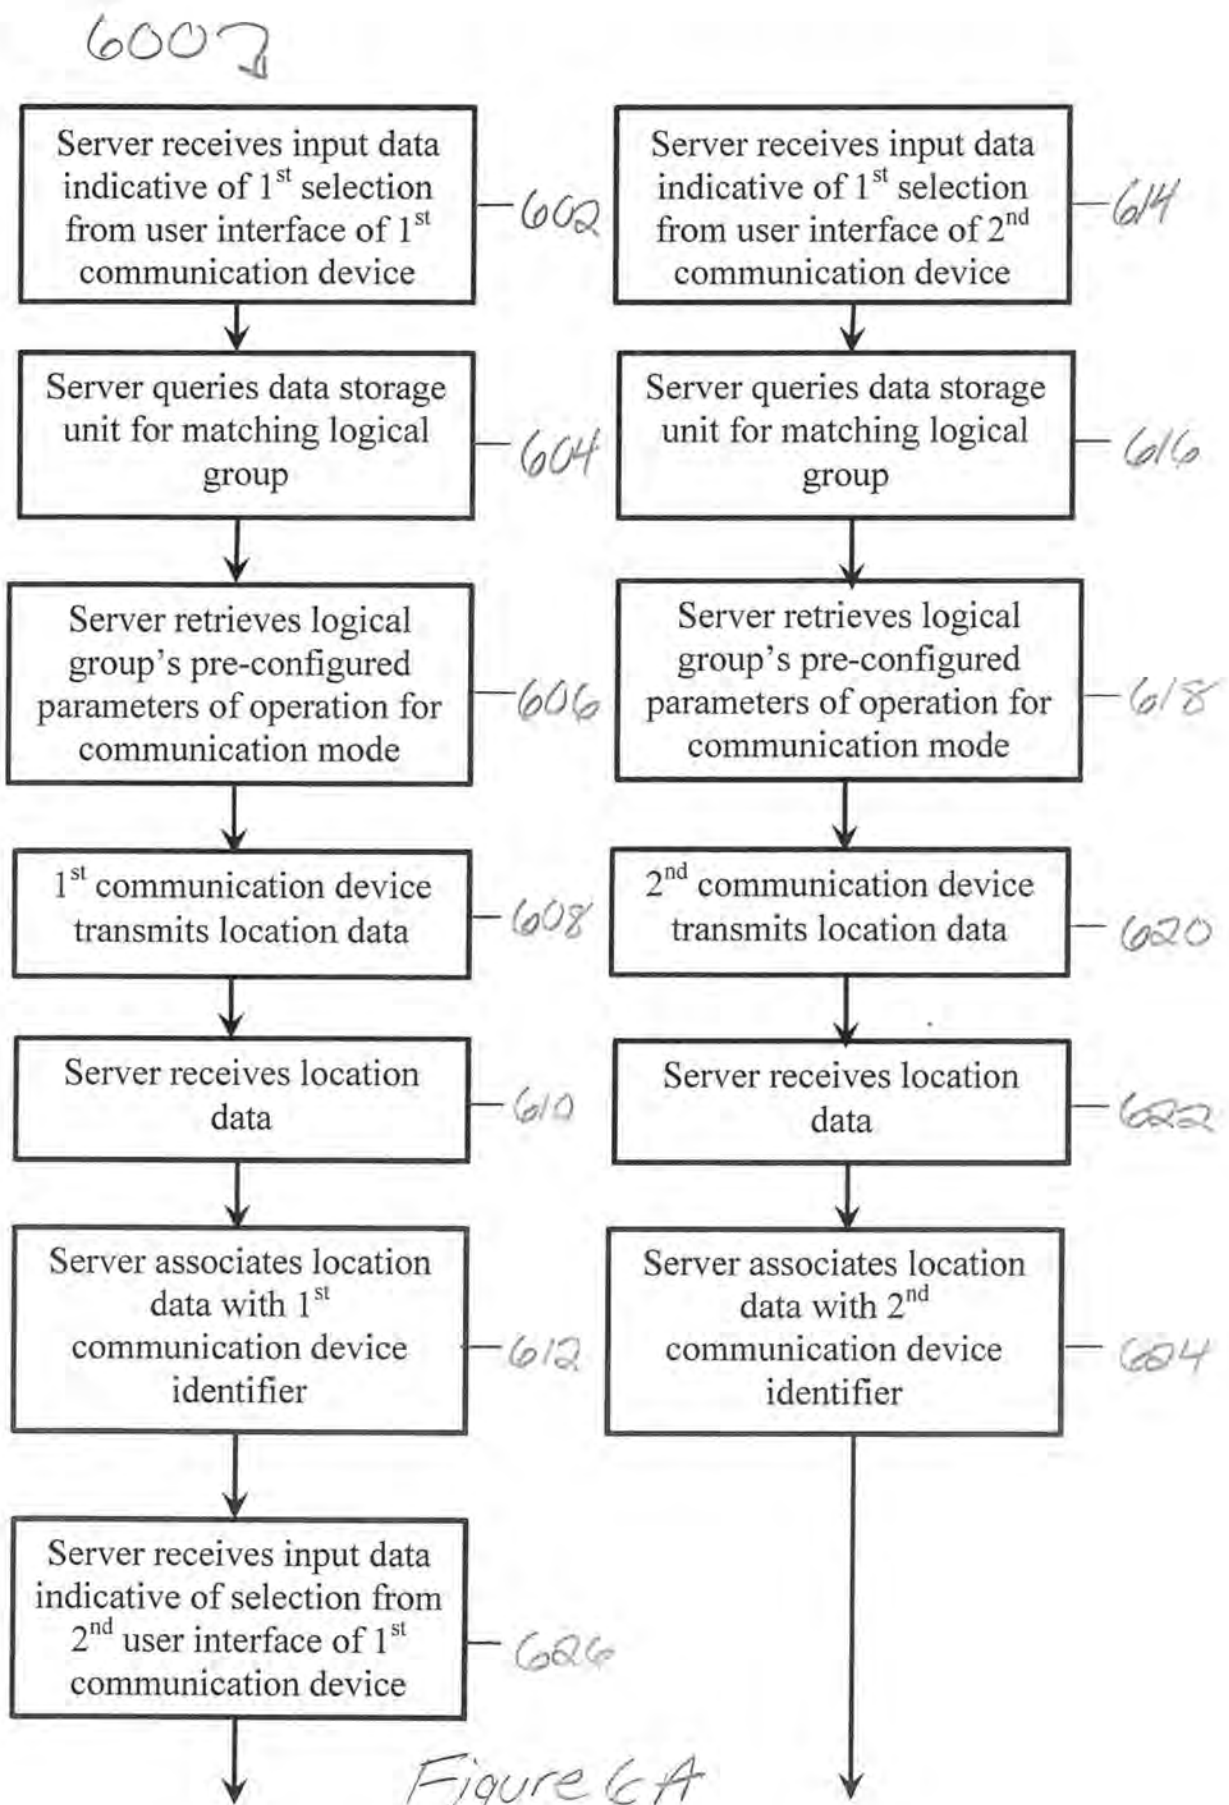 600
Server receives input data
indicative of 1st selection
from user interface of 1st
communication device
602
Server queries data storage
unit for matching logical
group
604
Server retrieves logical
group's pre-configured
parameters of operation for
communication mode
606
1st communication device
transmits location data
608
Server receives location
data
610
Server associates location
data with 1st
communication device
identifier
612
Server receives input data
indicative of selection from
2nd user interface of 1st
communication device
626
Server receives input data
indicative of 1st selection
from user interface of 2nd
communication device
614
Server queries data storage
unit for matching logical
group
616
Server retrieves logical
group's pre-configured
parameters of operation for
communication mode
618
2nd communication device
transmits location data
620
Server receives location
data
622
Server associates location
data with 2nd
communication device
identifier
624
Figure 6A